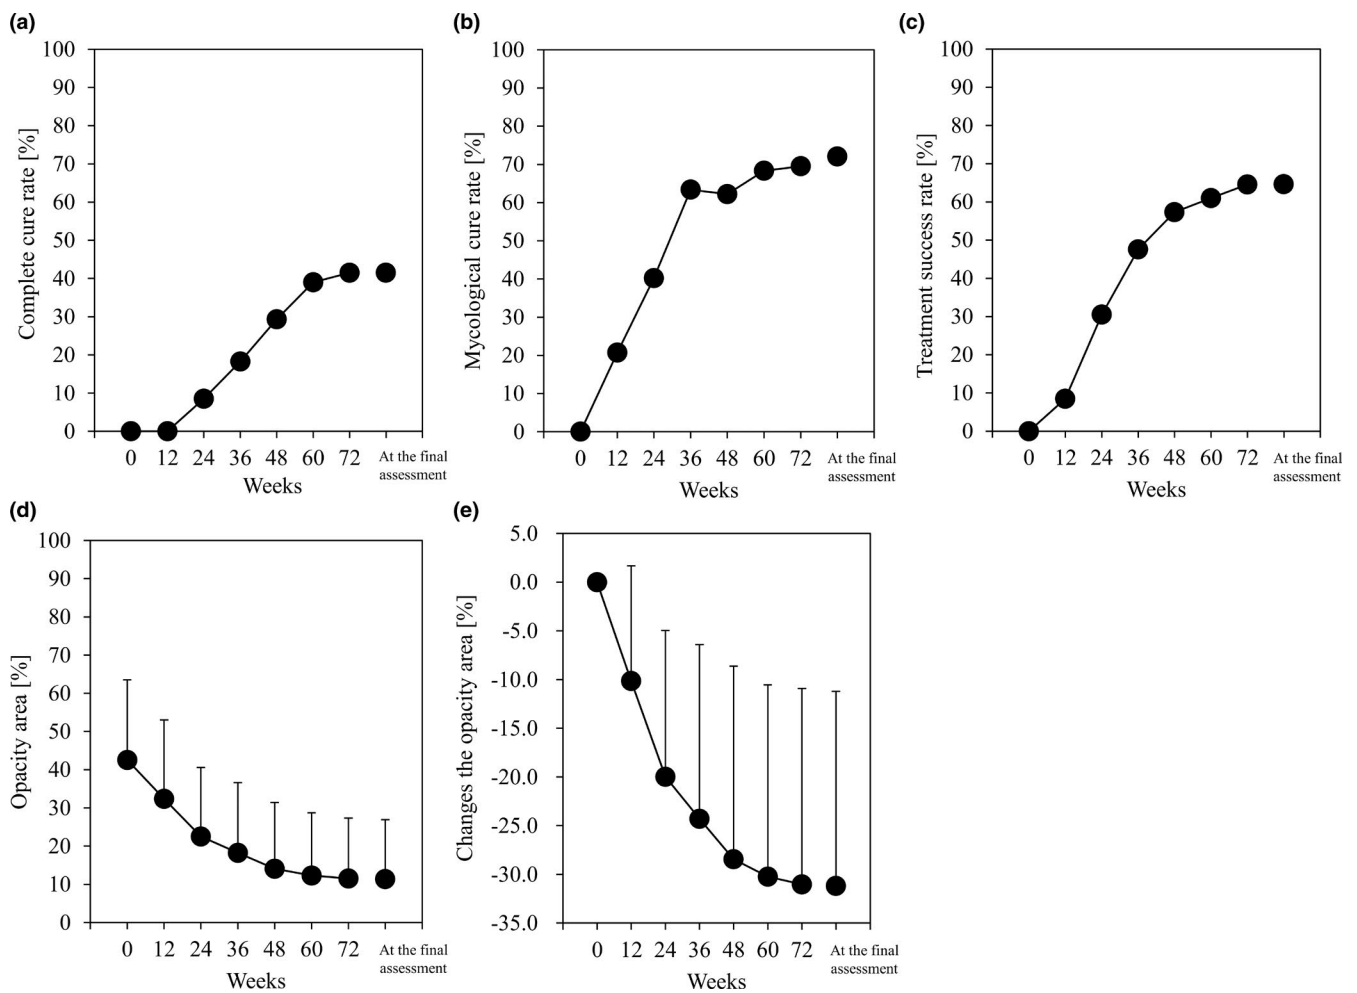 (a)
100
90
80
70
60
50
40
30
20
10
0
Complete cure rate [%]
0 12 24 36 48 60 72 At the final
assessment
Weeks
(b)
100
90
80
70
60
50
40
30
20
10
0
Mycological cure rate [%]
0 12 24 36 48 60 72 At the final
assessment
Weeks
(c)
100
90
80
70
60
50
40
30
20
10
0
Treatment success rate [%]
0 12 24 36 48 60 72 At the final
assessment
Weeks
(d)
100
90
80
70
60
50
40
30
20
10
0
Opacity area [%]
0 12 24 36 48 60 72 At the final
assessment
Weeks
(e)
5.0
0.0
-5.0
-10.0
-15.0
-20.0
-25.0
-30.0
-35.0
Changes the opacity area [%]
0 12 24 36 48 60 72 At the final
assessment
Weeks